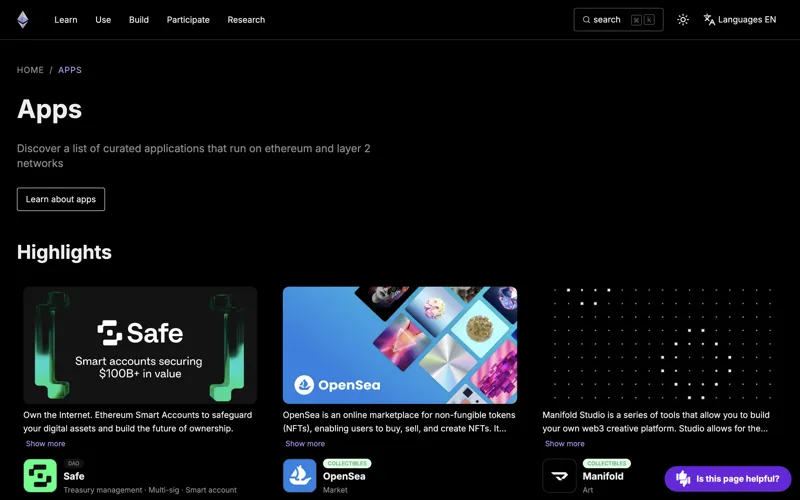 Learn Use Build Participate Research search k Languages EN
HOME / APPS
Apps
Discover a list of curated applications that run on ethereum and layer 2
networks
Learn about apps
Highlights
Safe
Smart accounts securing
$100B+ in value
OpenSea
Own the Internet. Ethereum Smart Accounts to safeguard
your digital assets and build the future of ownership.
Show more
OpenSea is an online marketplace for non-fungible tokens
(NFTs), enabling users to buy, sell, and create NFTs. It...
Show more
Manifold Studio is a series of tools that allow you to build
your own web3 creative platform. Studio allows for the...
Show more
DAO
Safe
Treasury management · Multi-sig · Smart account
COLLECTIBLES
OpenSea
Market
COLLECTIBLES
Manifold
Art
Is this page helpful?